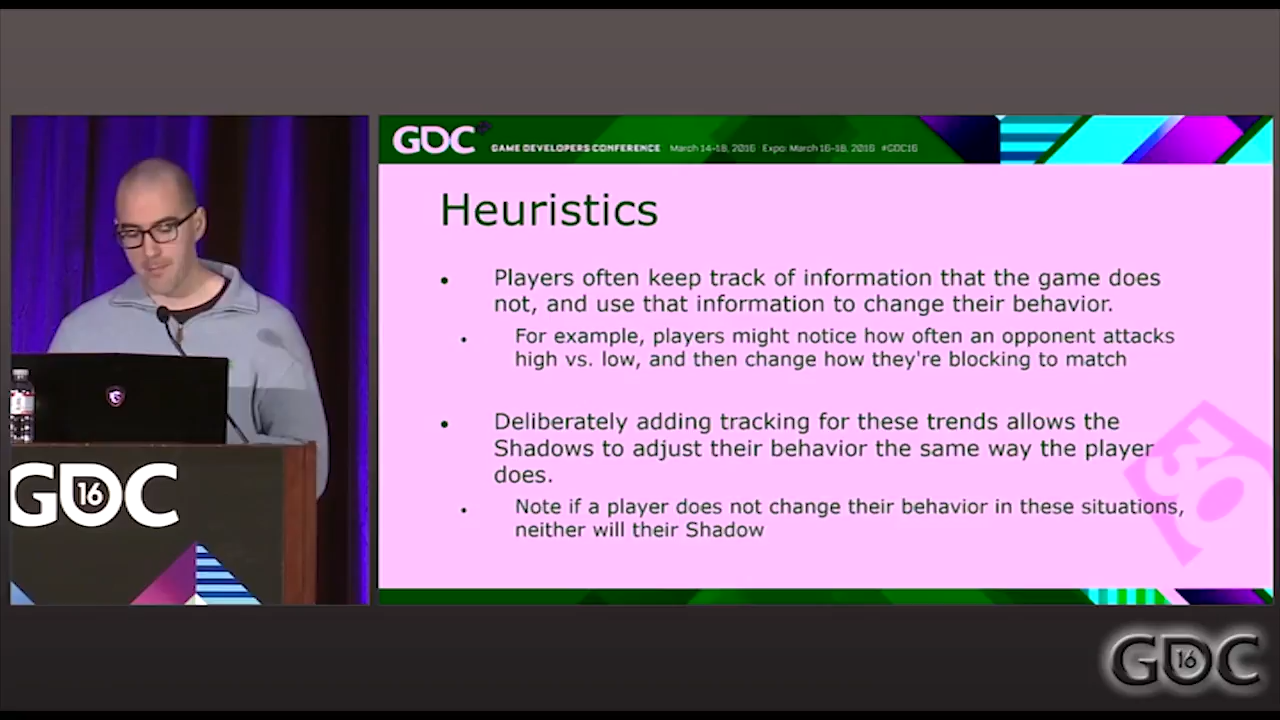 GDC
GAME DEVELOPERS CONFERENCE March 14-18, 2016 Expo: March 16-18, 2016 #GDC16
Heuristics
• Players often keep track of information that the game does
not, and use that information to change their behavior.
• For example, players might notice how often an opponent attacks
high vs. low, and then change how they're blocking to match
• Deliberately adding tracking for these trends allows the
Shadows to adjust their behavior the same way the player
does.
• Note if a player does not change their behavior in these situations,
neither will their Shadow
GDC
16
GDC
16